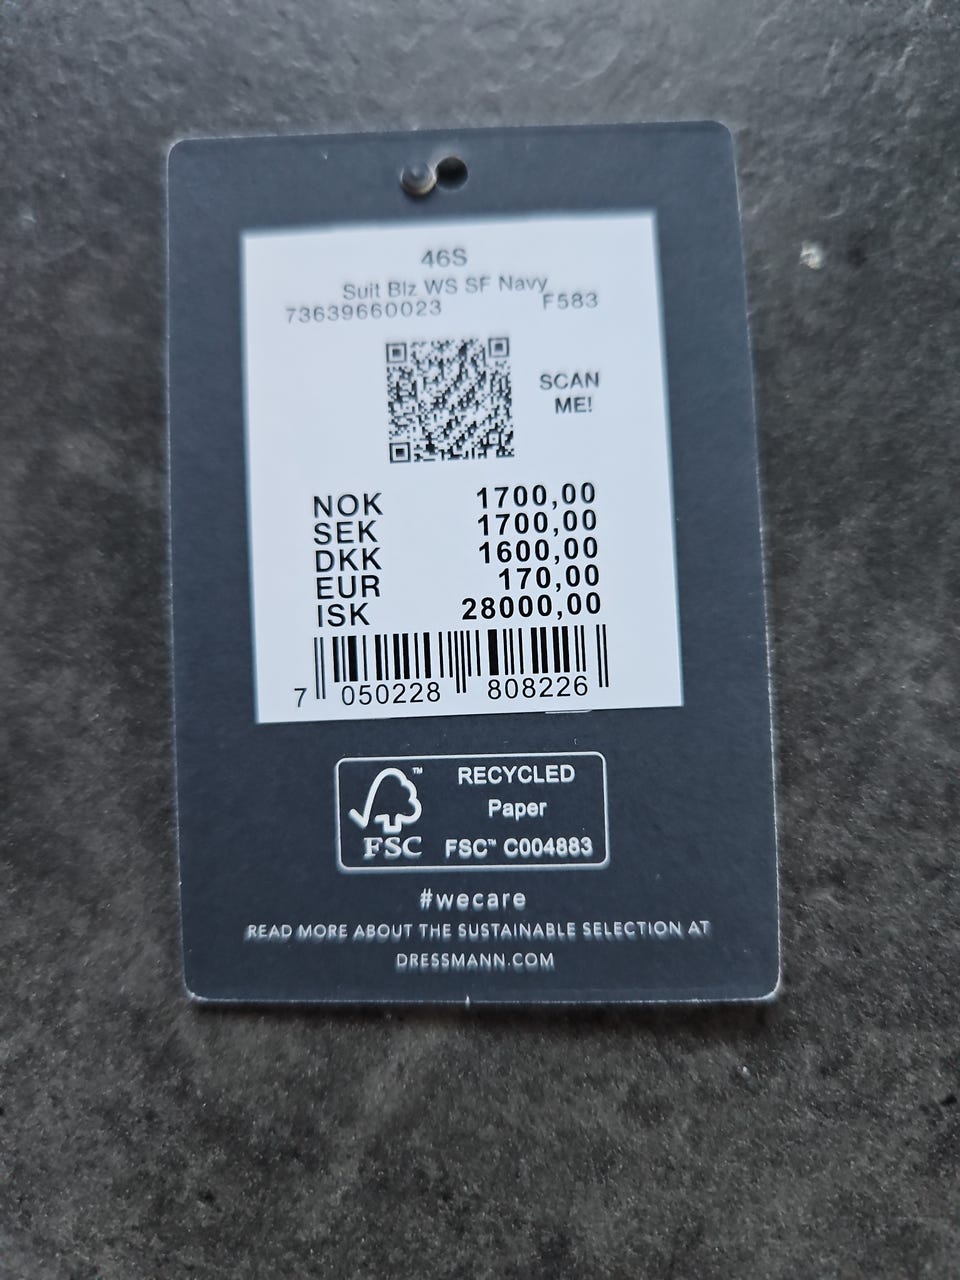 46S
Suit Blz WS SF Navy
73639660023 F583
SCAN
ME!
NOK 1700,00
SEK 1700,00
DKK 1600,00
EUR 170,00
ISK 28000,00
7 050228 808226
FSC™
RECYCLED
Paper
FSC™ C004883
#wecare
READ MORE ABOUT THE SUSTAINABLE SELECTION AT
DRESSMANN.COM